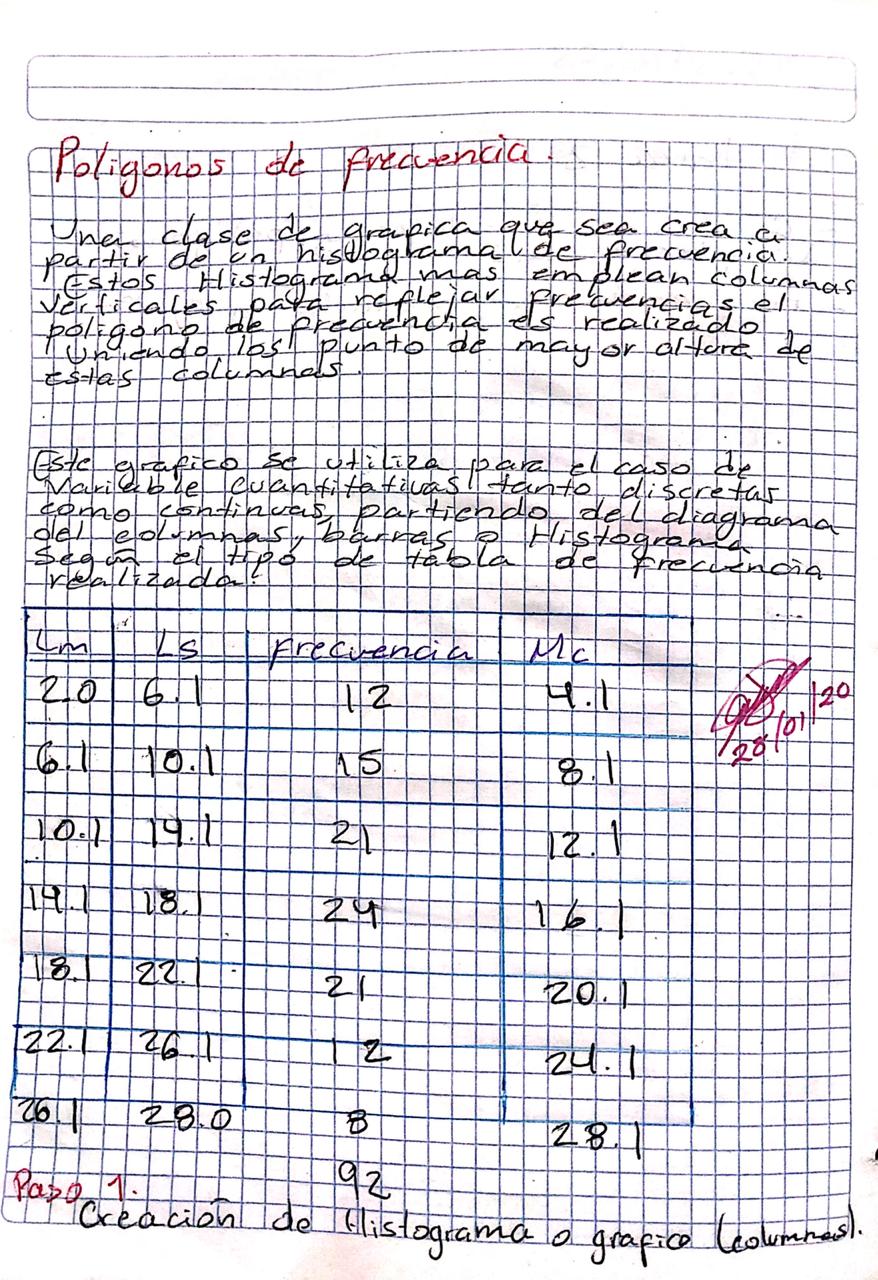 Poligonos de frecuencia.
Una clase de grafica que sea crea a
partir de un histograma de frecuencia.
Estos Histograma mas emplean columnas
verticales para reflejar frecuencias el
poligono de frecuencia es realizado
Uniendo los punto de mayor altura de
estas columnas.
Este grafico se utiliza para el caso de
Variable cuantitativas tanto discretas
como continuas, partiendo del diagrama
del columnas, barras o Histograma
Segun el tipo de tabla de frecuencia
realizada.
Lm Ls frecuencia Mc
2.0 6.1 12 4.1
6.1 10.1 15 8.1
10.1 14.1 21 12.1
14.1 18.1 24 16.1
18.1 22.1 21 20.1
22.1 26.1 12 24.1
26.1 28.0 8 28.1
92
28/01/20
Paso 1.
Creación de Histograma o grafico (columnas).